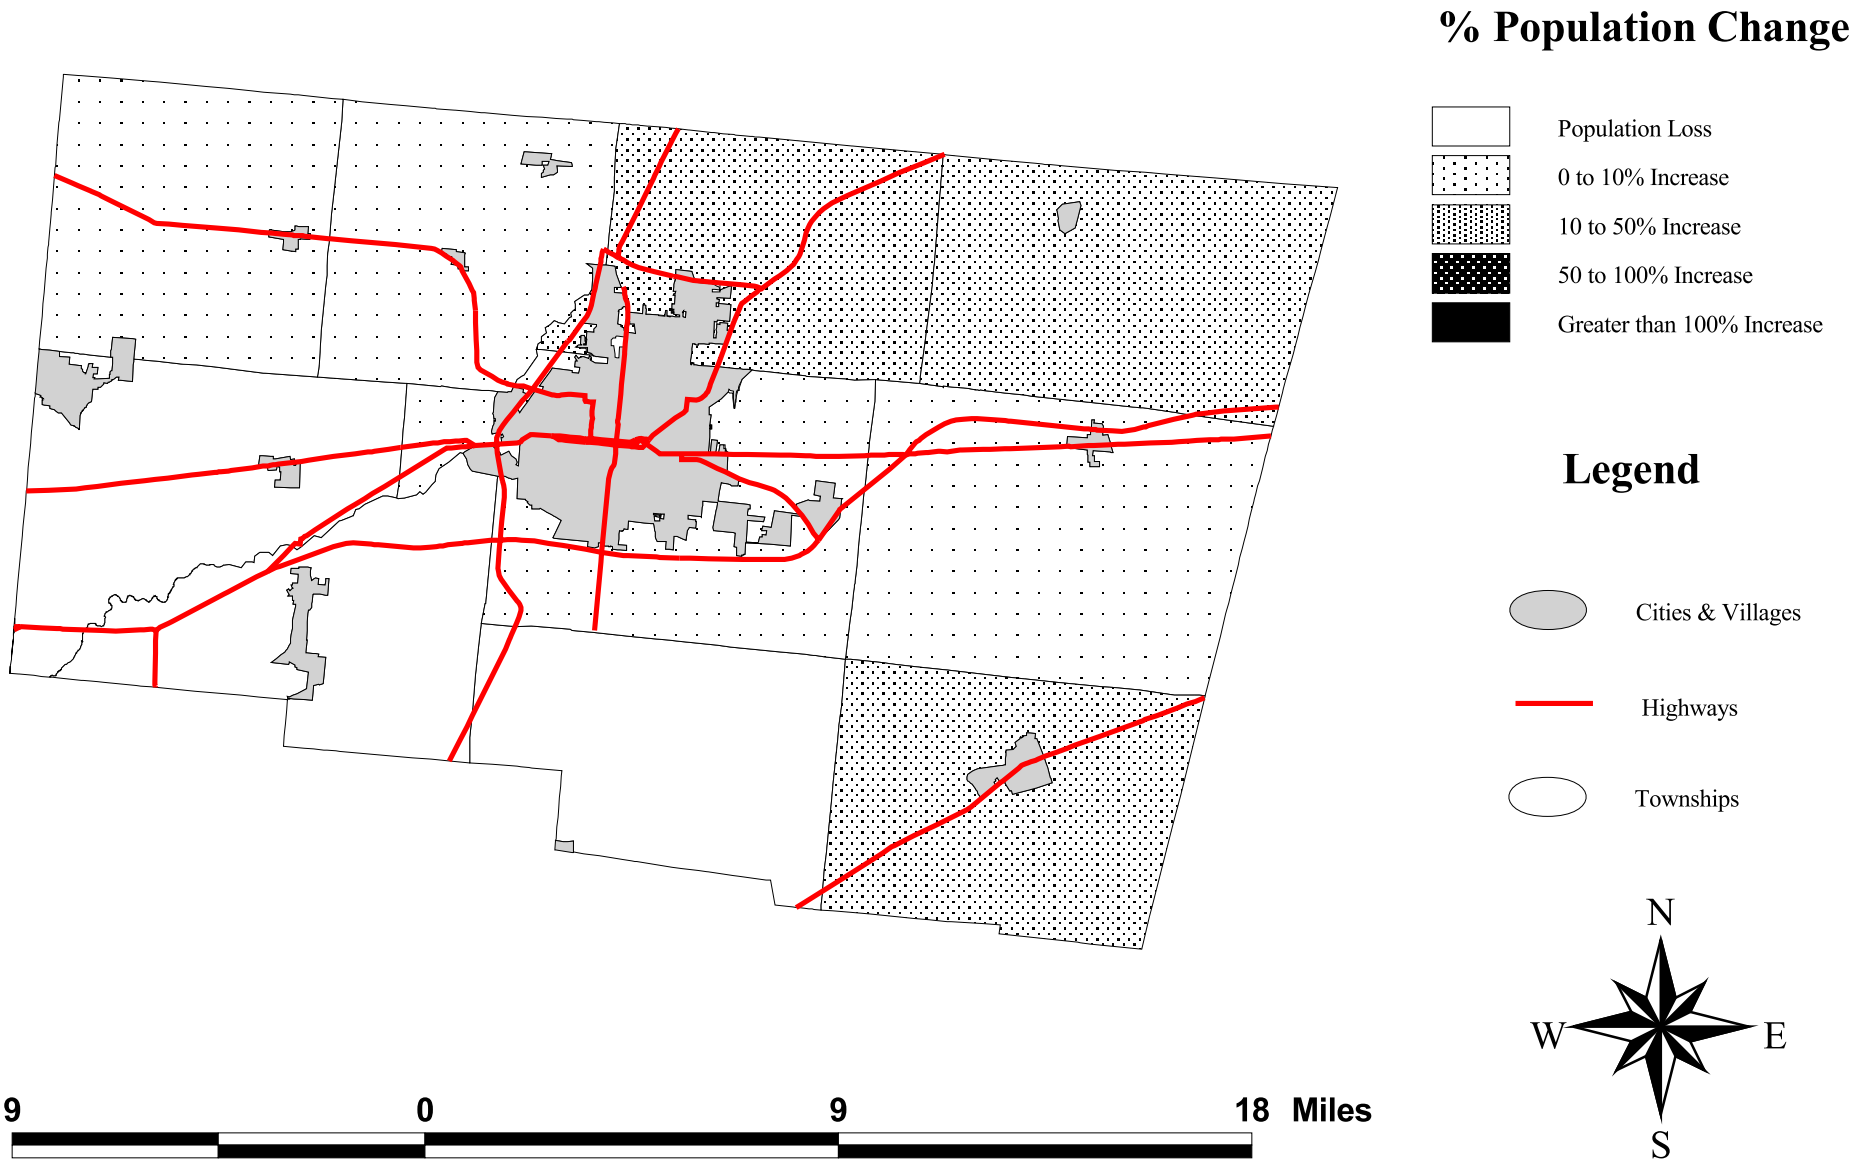 % Population Change
Population Loss
0 to 10% Increase
10 to 50% Increase
50 to 100% Increase
Greater than 100% Increase
Legend
Cities & Villages
Highways
Townships
N
W E
S
9 0 9 18 Miles